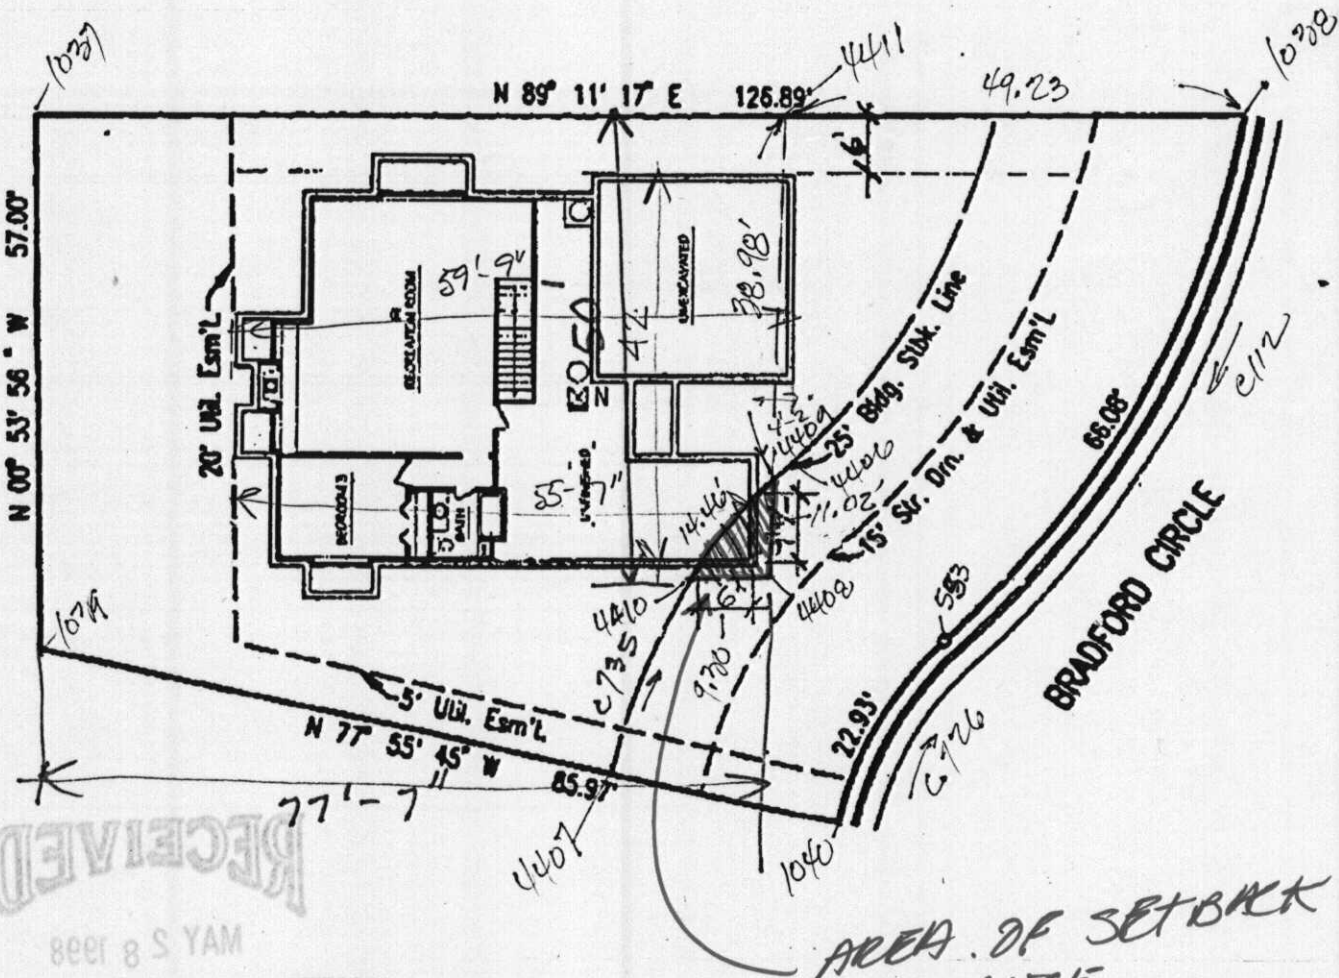 1037
N 89° 11' 17" E 126.89'
4411
49.23
1038
6'
N 00° 53' 56" W 57.00'
20' Util. Esm't.
RECREATION ROOM
59'-9"
UNEXCAVATED
42'
38.98'
25' Bldg. Stbk. Line
15' Str. Drn. & Util. Esm't
C112
66.08'
BRADFORD CIRCLE
4409
4406
11.02'
4408
N
BEDROOM 3
BATH
55-7"
14.46'
4410
C735
9.30
583
22.93'
C726
5' Util. Esm't.
N 77° 55' 45" W 85.97'
77'-7"
4407
1040
RECEIVED
MAY 28 1998
AREA OF SETBACK